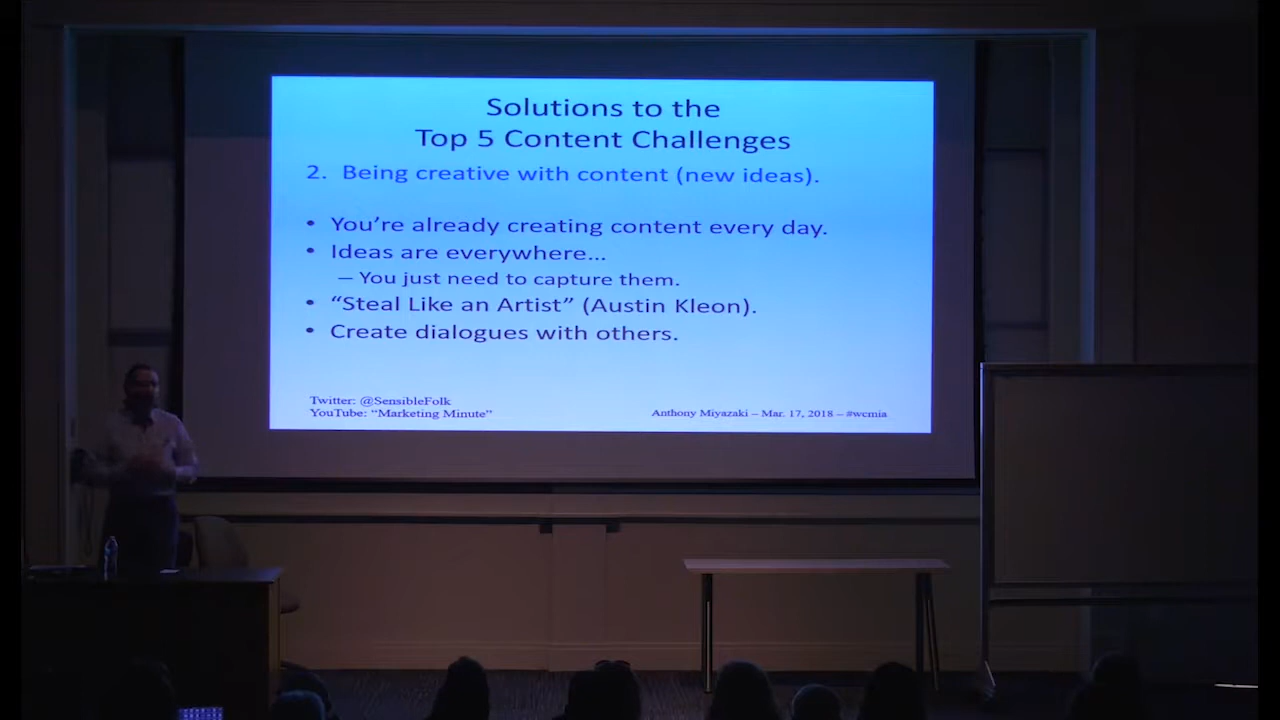 Solutions to the
Top 5 Content Challenges
2. Being creative with content (new ideas).
• You're already creating content every day.
• Ideas are everywhere...
– You just need to capture them.
• “Steal Like an Artist” (Austin Kleon).
• Create dialogues with others.
Twitter: @SensibleFolk
YouTube: “Marketing Minute”
Anthony Miyazaki – Mar. 17, 2018 – #wcmia